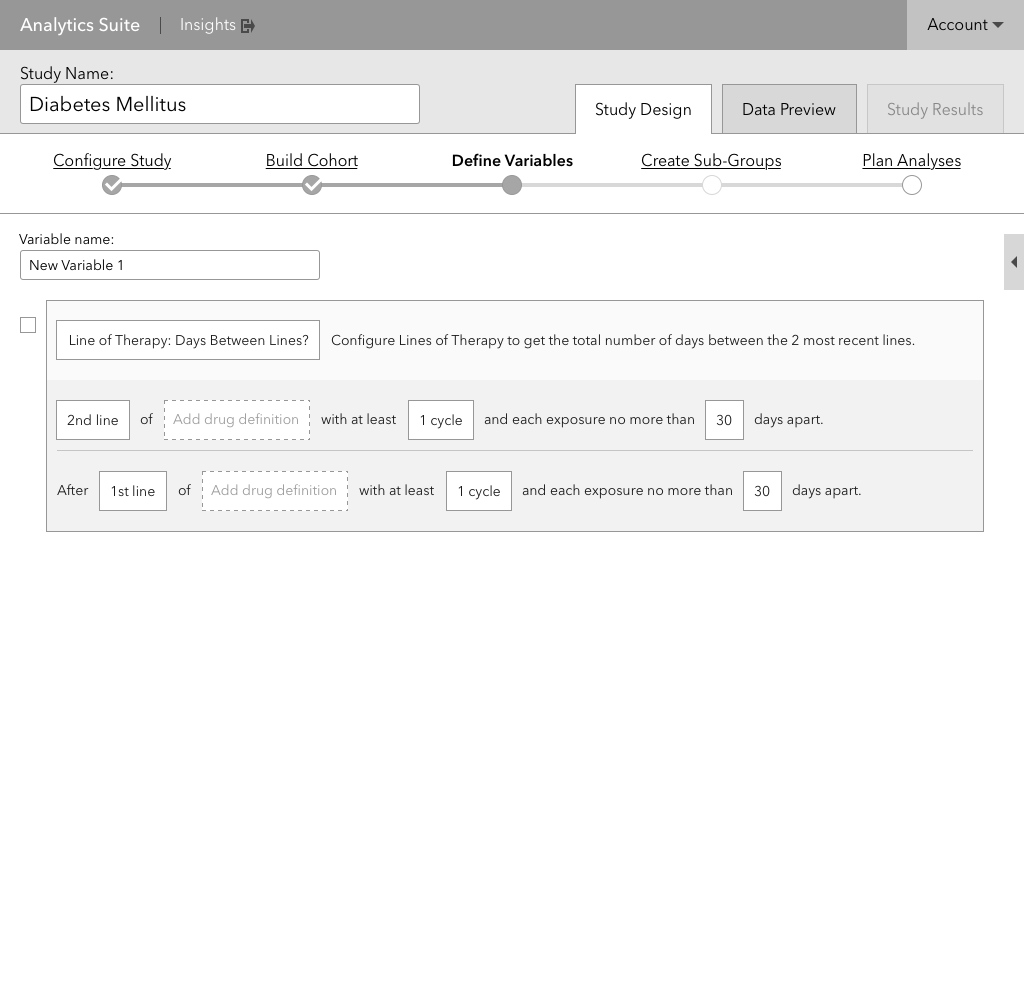 Analytics Suite | Insights Account
Study Name:
Diabetes Mellitus
Study Design Data Preview Study Results
Configure Study Build Cohort Define Variables Create Sub-Groups Plan Analyses
Variable name:
New Variable 1
Line of Therapy: Days Between Lines? Configure Lines of Therapy to get the total number of days between the 2 most recent lines.
2nd line of Add drug definition with at least 1 cycle and each exposure no more than 30 days apart.
After 1st line of Add drug definition with at least 1 cycle and each exposure no more than 30 days apart.